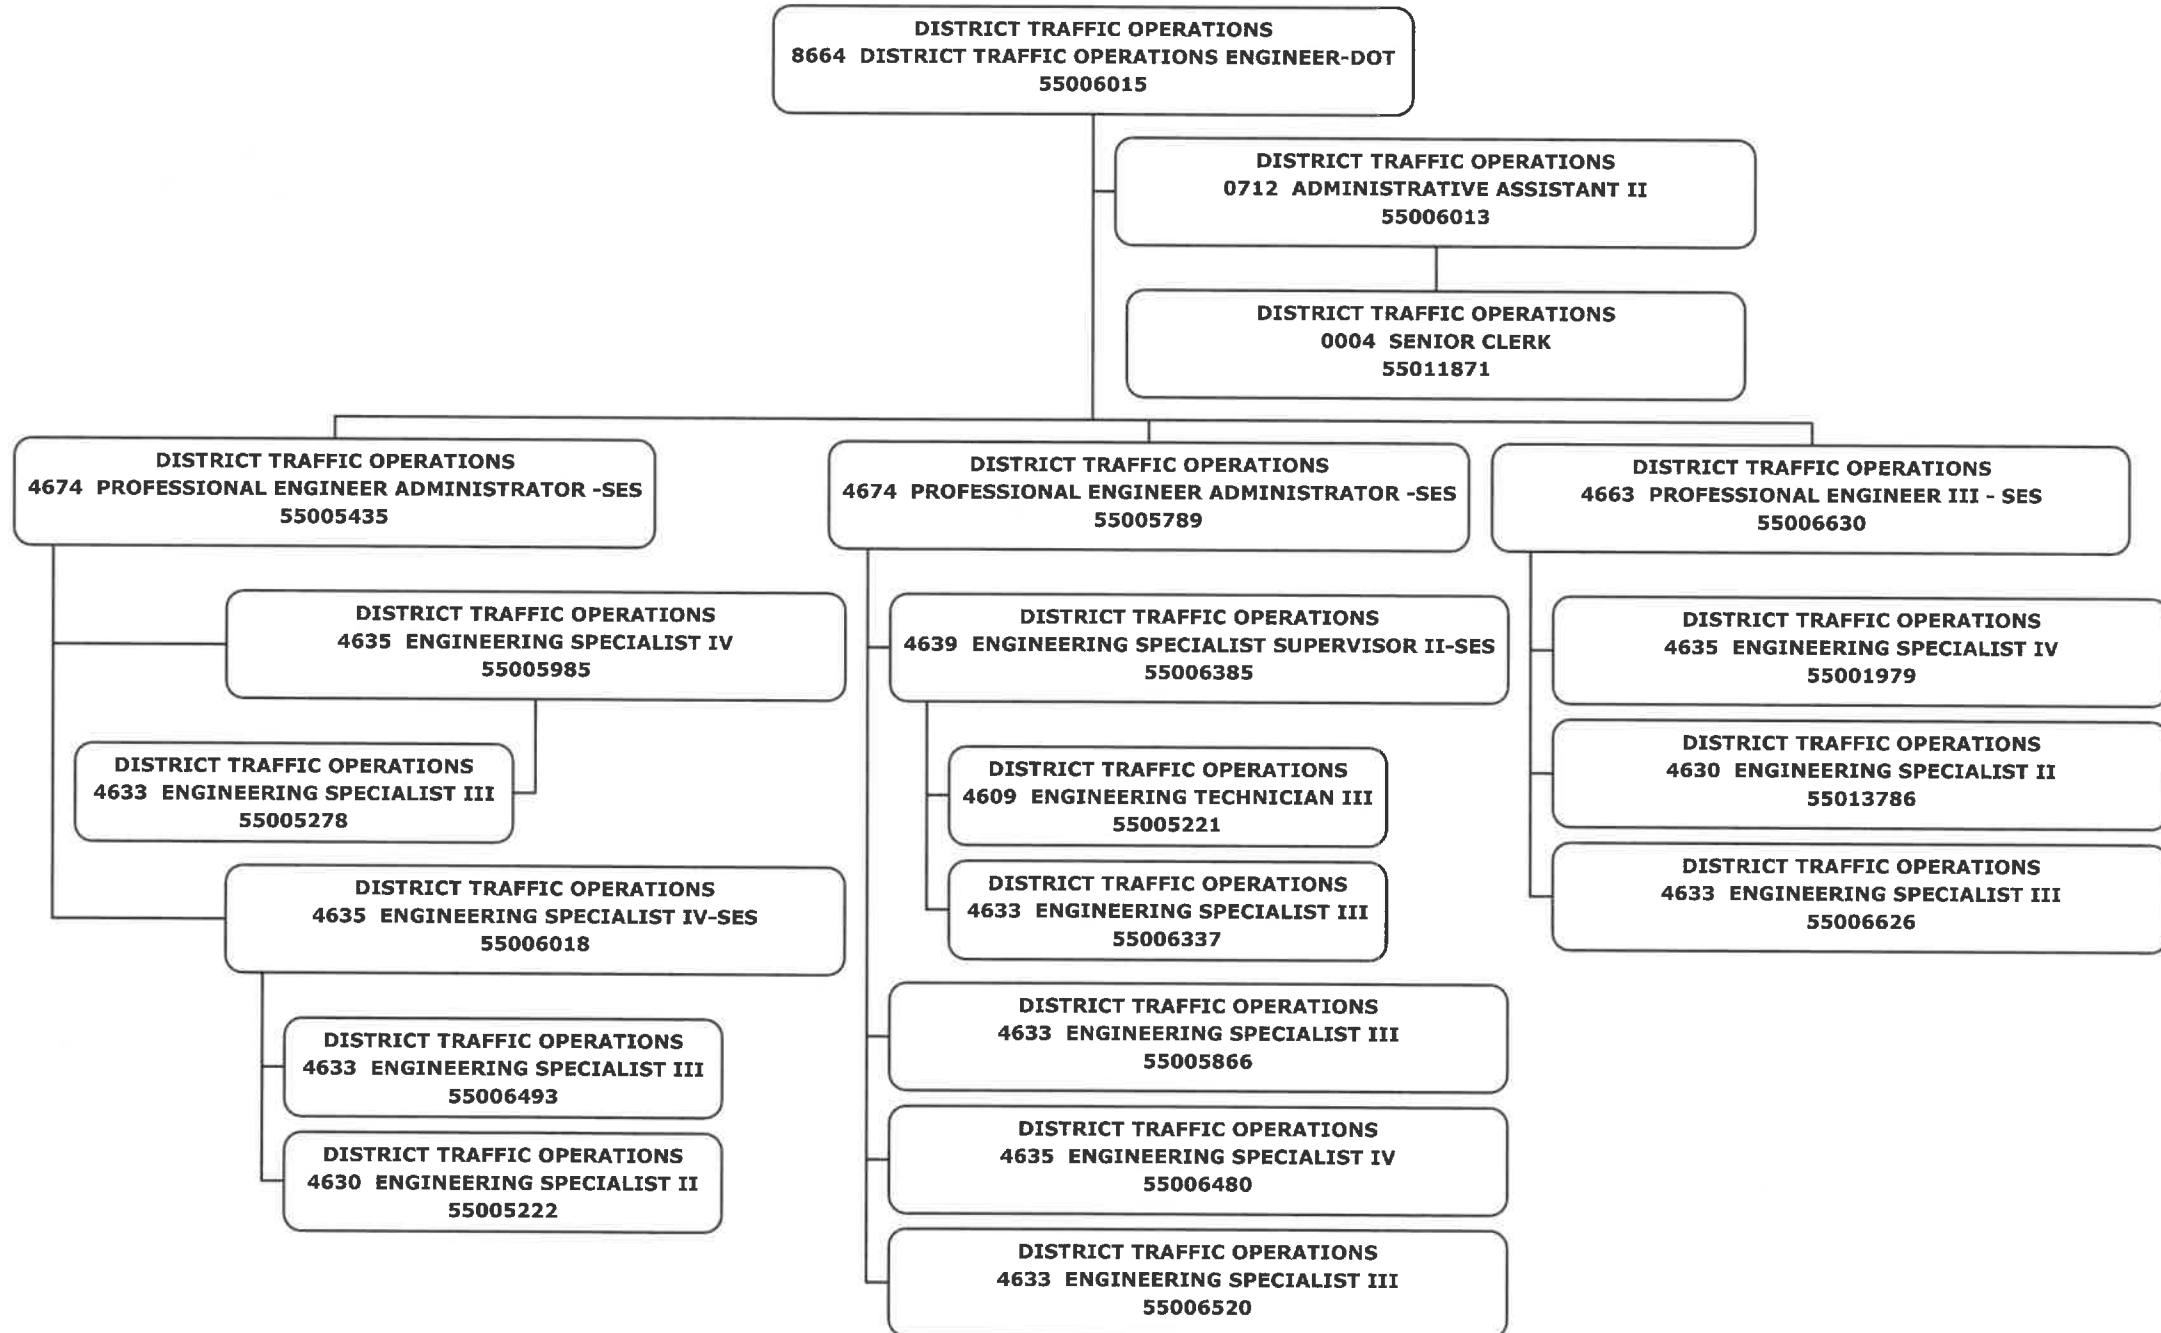 DISTRICT TRAFFIC OPERATIONS
8664 DISTRICT TRAFFIC OPERATIONS ENGINEER-DOT
55006015
DISTRICT TRAFFIC OPERATIONS
0712 ADMINISTRATIVE ASSISTANT II
55006013
DISTRICT TRAFFIC OPERATIONS
0004 SENIOR CLERK
55011871
DISTRICT TRAFFIC OPERATIONS
4674 PROFESSIONAL ENGINEER ADMINISTRATOR -SES
55005435
DISTRICT TRAFFIC OPERATIONS
4635 ENGINEERING SPECIALIST IV
55005985
DISTRICT TRAFFIC OPERATIONS
4633 ENGINEERING SPECIALIST III
55005278
DISTRICT TRAFFIC OPERATIONS
4635 ENGINEERING SPECIALIST IV-SES
55006018
DISTRICT TRAFFIC OPERATIONS
4633 ENGINEERING SPECIALIST III
55006493
DISTRICT TRAFFIC OPERATIONS
4630 ENGINEERING SPECIALIST II
55005222
DISTRICT TRAFFIC OPERATIONS
4674 PROFESSIONAL ENGINEER ADMINISTRATOR -SES
55005789
DISTRICT TRAFFIC OPERATIONS
4639 ENGINEERING SPECIALIST SUPERVISOR II-SES
55006385
DISTRICT TRAFFIC OPERATIONS
4609 ENGINEERING TECHNICIAN III
55005221
DISTRICT TRAFFIC OPERATIONS
4633 ENGINEERING SPECIALIST III
55006337
DISTRICT TRAFFIC OPERATIONS
4633 ENGINEERING SPECIALIST III
55005866
DISTRICT TRAFFIC OPERATIONS
4635 ENGINEERING SPECIALIST IV
55006480
DISTRICT TRAFFIC OPERATIONS
4633 ENGINEERING SPECIALIST III
55006520
DISTRICT TRAFFIC OPERATIONS
4663 PROFESSIONAL ENGINEER III - SES
55006630
DISTRICT TRAFFIC OPERATIONS
4635 ENGINEERING SPECIALIST IV
55001979
DISTRICT TRAFFIC OPERATIONS
4630 ENGINEERING SPECIALIST II
55013786
DISTRICT TRAFFIC OPERATIONS
4633 ENGINEERING SPECIALIST III
55006626